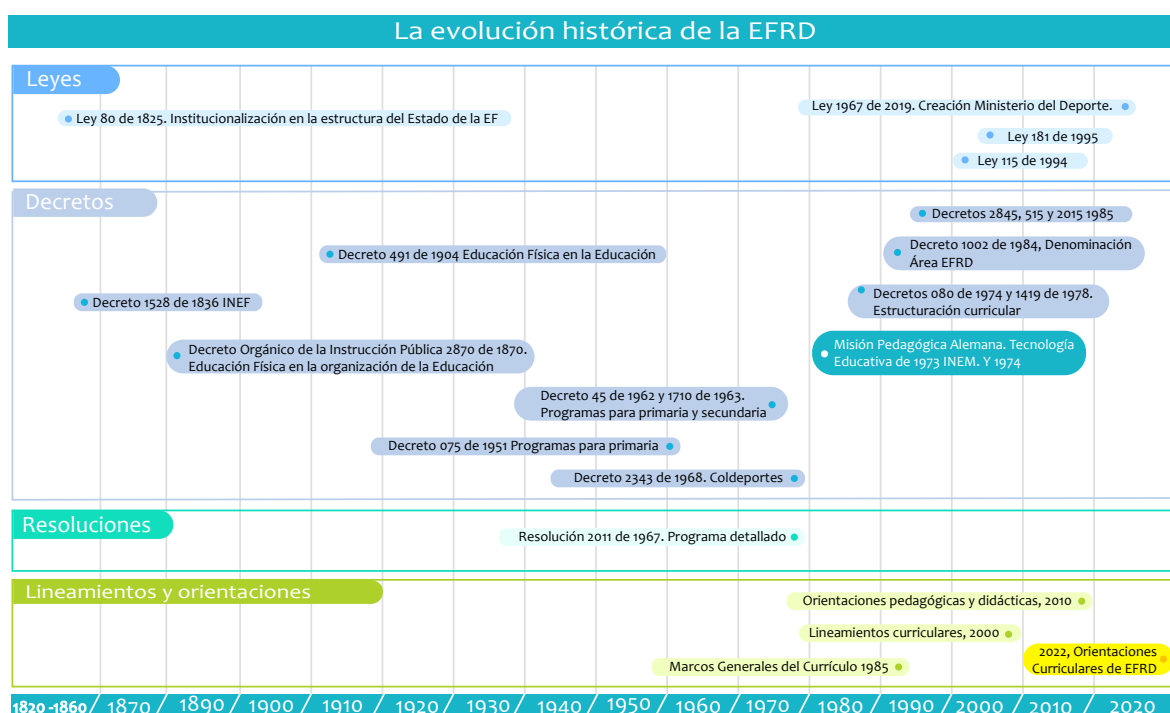 La evolución histórica de la EFRD
Leyes
Ley 80 de 1825. Institucionalización en la estructura del Estado de la EF
Ley 1967 de 2019. Creación Ministerio del Deporte.
Ley 181 de 1995
Ley 115 de 1994
Decretos
Decretos 2845, 515 y 2015 1985
Decreto 491 de 1904 Educación Física en la Educación
Decreto 1002 de 1984, Denominación
Área EFRD
Decreto 1528 de 1836 INEF
Decretos 080 de 1974 y 1419 de 1978.
Estructuración curricular
Decreto Orgánico de la Instrucción Pública 2870 de 1870.
Educación Física en la organización de la Educación
Misión Pedagógica Alemana. Tecnología
Educativa de 1973 INEM. Y 1974
Decreto 45 de 1962 y 1710 de 1963.
Programas para primaria y secundaria
Decreto 075 de 1951 Programas para primaria
Decreto 2343 de 1968. Coldeportes
Resoluciones
Resolución 2011 de 1967. Programa detallado
Lineamientos y orientaciones
Orientaciones pedagógicas y didácticas, 2010
Lineamientos curriculares, 2000
2022, Orientaciones
Curriculares de EFRD
Marcos Generales del Currículo 1985
1820 -1860 / 1870 / 1890 / 1900 / 1910 / 1920 / 1930 / 1940 / 1950 / 1960 / 1970 / 1980 / 1990 / 2000 / 2010 / 2020